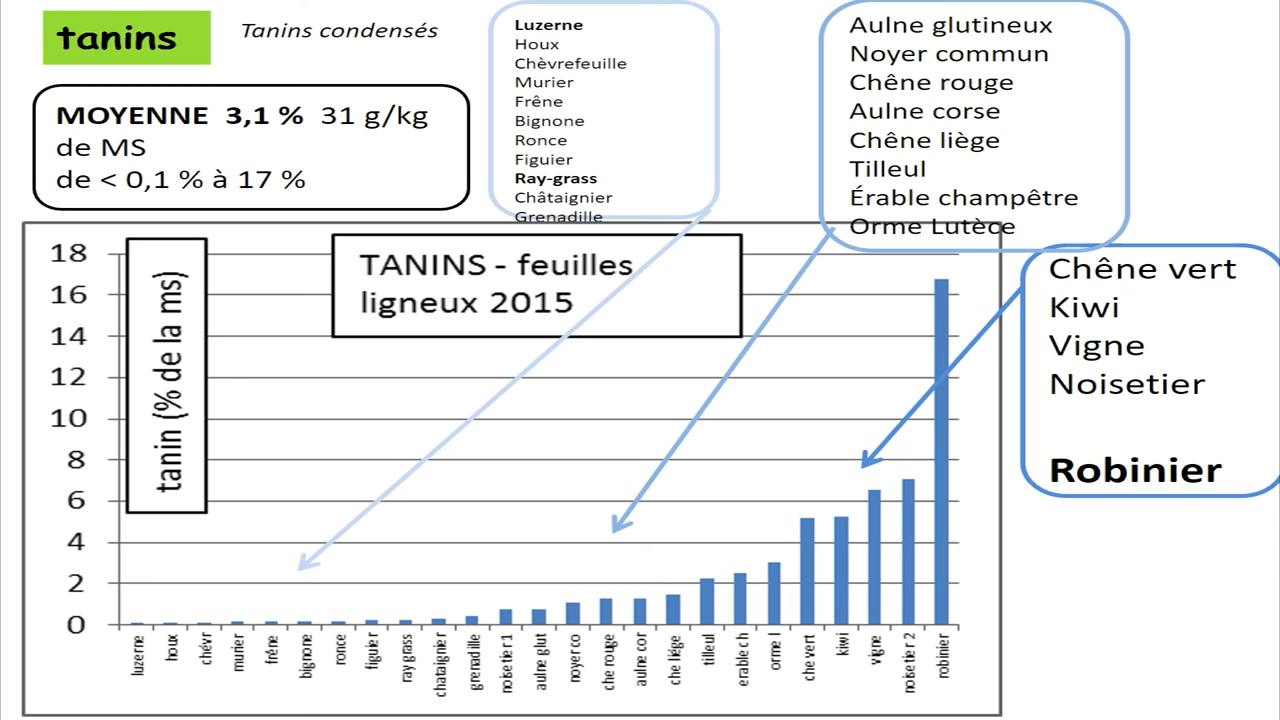 tanins
Tanins condensés
MOYENNE 3,1 % 31 g/kg
de MS
de < 0,1 % à 17 %
Luzerne
Houx
Chèvrefeuille
Murier
Frêne
Bignone
Ronce
Figuier
Ray-grass
Châtaignier
Grenadille
Aulne glutineux
Noyer commun
Chêne rouge
Aulne corse
Chêne liège
Tilleul
Érable champêtre
Orme Lutèce
Chêne vert
Kiwi
Vigne
Noisetier
Robinier
TANINS - feuilles
ligneux 2015
tanin (% de la ms)
18
16
14
12
10
8
6
4
2
0
luzerne
houx
chévr
murier
frêne
bignone
ronce
figuier
ray grass
chataignier
grenadille
noisetier 1
aulne glut
noyer co
che rouge
aulne cor
che liége
tilleul
erable ch
orme l
che vert
kiwi
vigne
noisetier 2
robinier